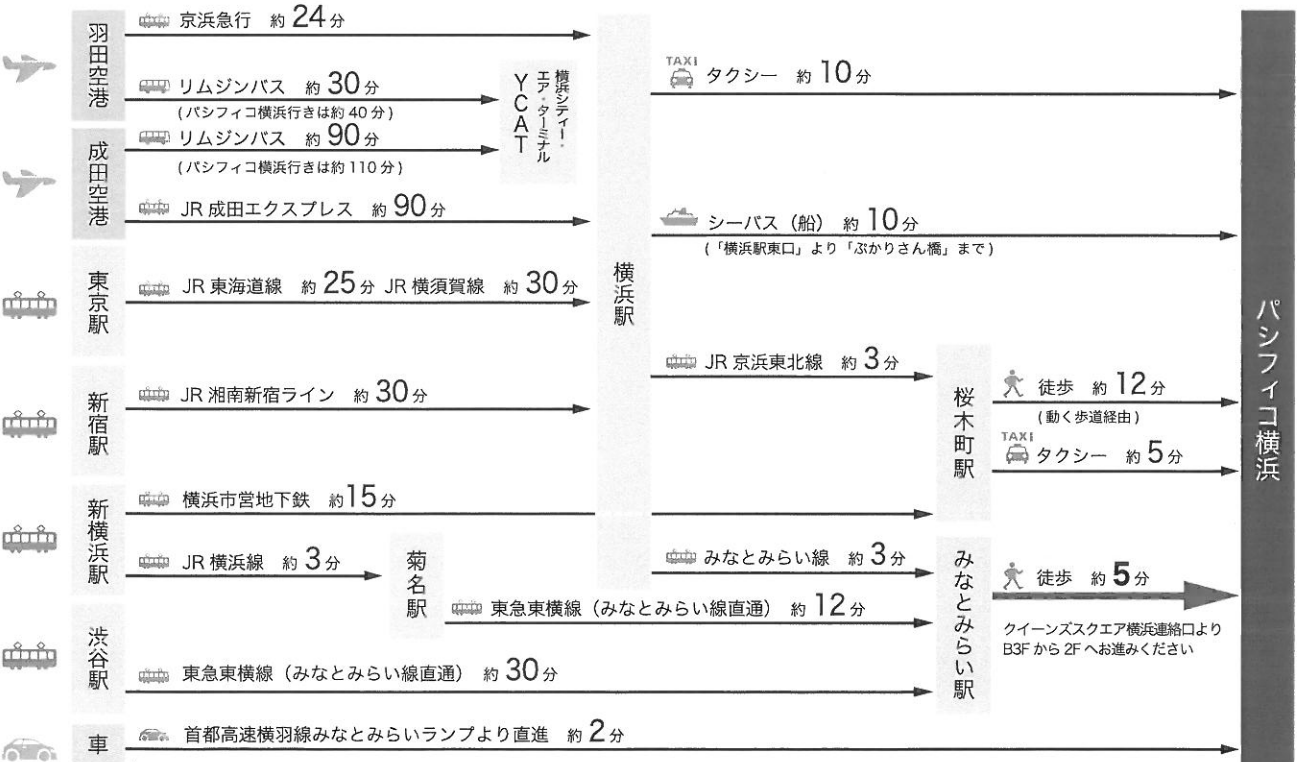 羽田空港
京浜急行 約24分
リムジンバス 約30分
(パシフィコ横浜行きは約40分)
成田空港
リムジンバス 約90分
(パシフィコ横浜行きは約110分)
JR成田エクスプレス 約90分
横浜シティ・エア・ターミナル
YCAT
東京駅
JR東海道線 約25分 JR横須賀線 約30分
新宿駅
JR湘南新宿ライン 約30分
新横浜駅
横浜市営地下鉄 約15分
JR横浜線 約3分
菊名駅
東急東横線(みなとみらい線直通) 約12分
渋谷駅
東急東横線(みなとみらい線直通) 約30分
車
首都高速横羽線みなとみらいランプより直進 約2分
横浜駅
TAXI
タクシー 約10分
シーバス(船) 約10分
(「横浜駅東口」より「ぷかりさん橋」まで)
JR京浜東北線 約3分
桜木町駅
徒歩 約12分
(動く歩道経由)
TAXI
タクシー 約5分
みなとみらい線 約3分
みなとみらい駅
徒歩 約5分
クイーンズスクエア横浜連絡口より
B3Fから2Fへお進みください
パシフィコ横浜